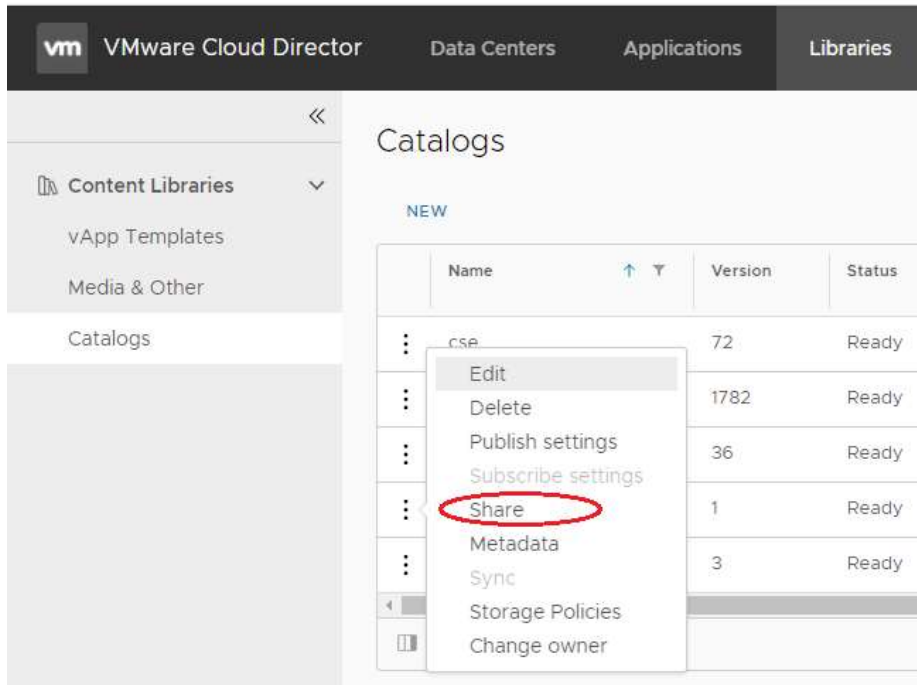 vm VMware Cloud Director Data Centers Applications Libraries
Catalogs
Content Libraries
vApp Templates
Media & Other
Catalogs
NEW
Name Version Status
cse 72 Ready
1782 Ready
36 Ready
1 Ready
3 Ready
Edit
Delete
Publish settings
Subscribe settings
Share
Metadata
Sync
Storage Policies
Change owner